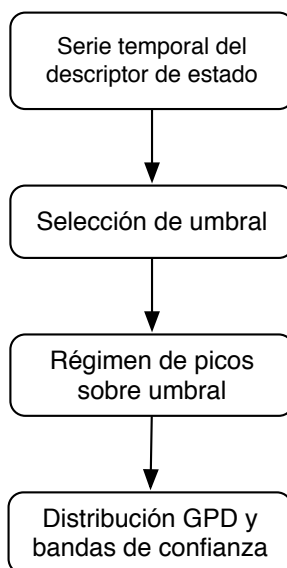 Serie temporal del
descriptor de estado
Selección de umbral
Régimen de picos
sobre umbral
Distribución GPD y
bandas de confianza